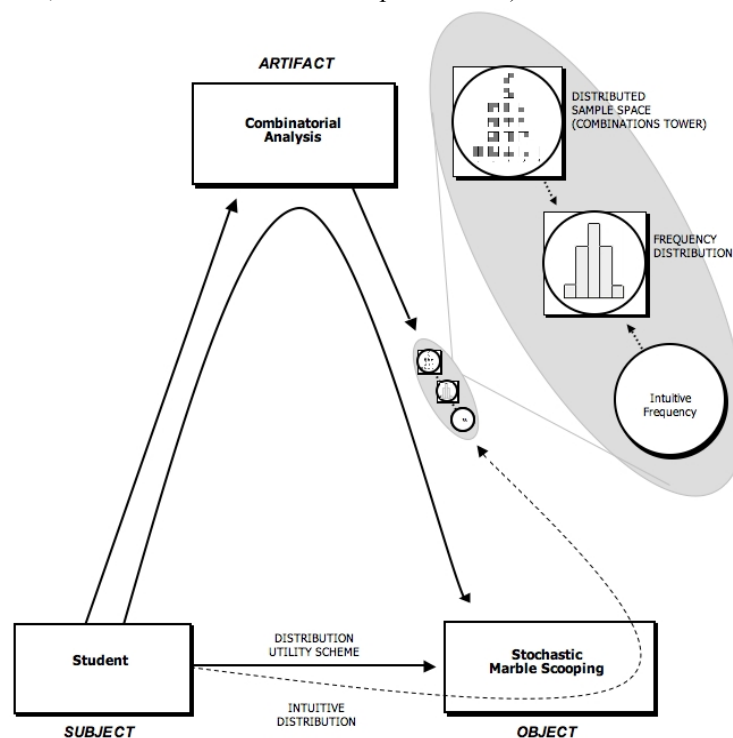 ARTIFACT
Combinatorial
Analysis
DISTRIBUTED
SAMPLE SPACE
(COMBINATIONS TOWER)
FREQUENCY
DISTRIBUTION
Intuitive
Frequency
Student
DISTRIBUTION
UTILITY SCHEME
Stochastic
Marble Scooping
INTUITIVE
DISTRIBUTION
SUBJECT
OBJECT